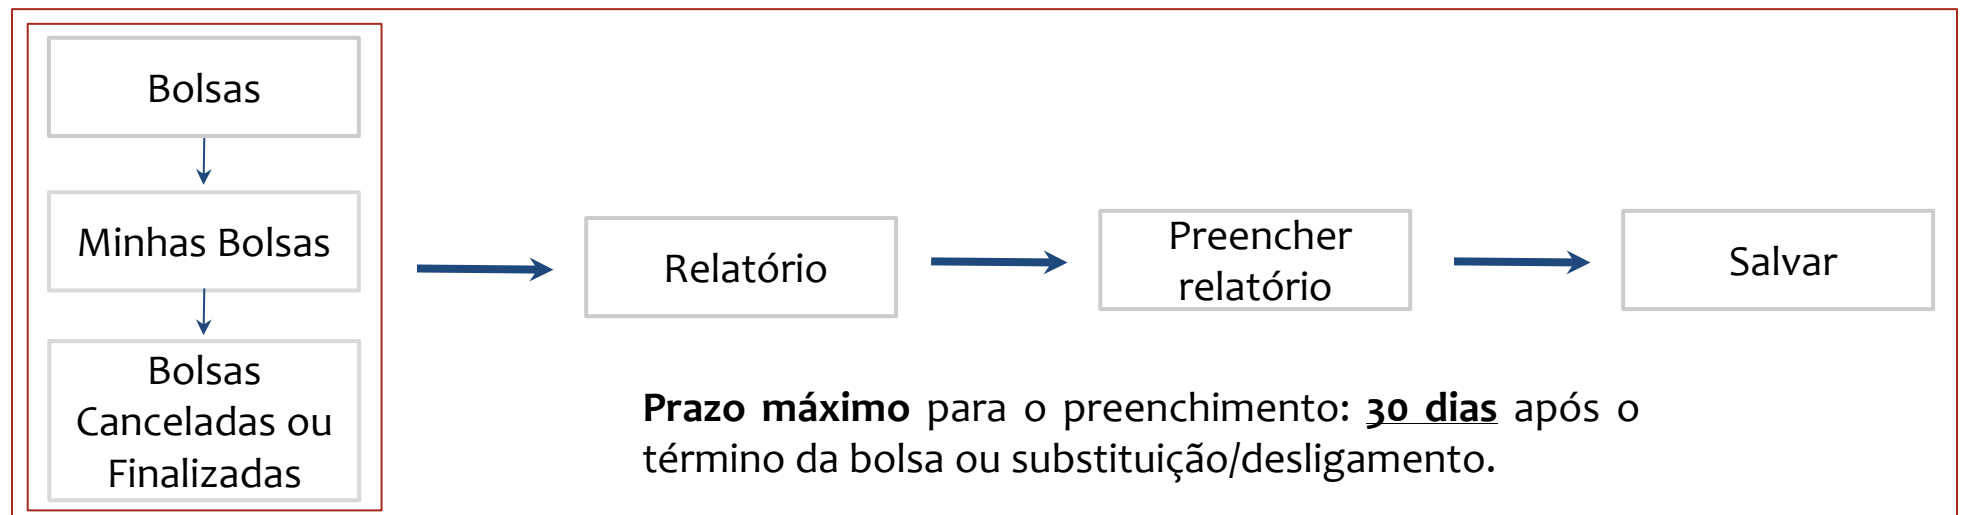 Bolsas
Minhas Bolsas
Bolsas
Canceladas ou
Finalizadas
Relatório
Preencher
relatório
Salvar
Prazo máximo para o preenchimento: 30 dias após o
término da bolsa ou substituição/desligamento.